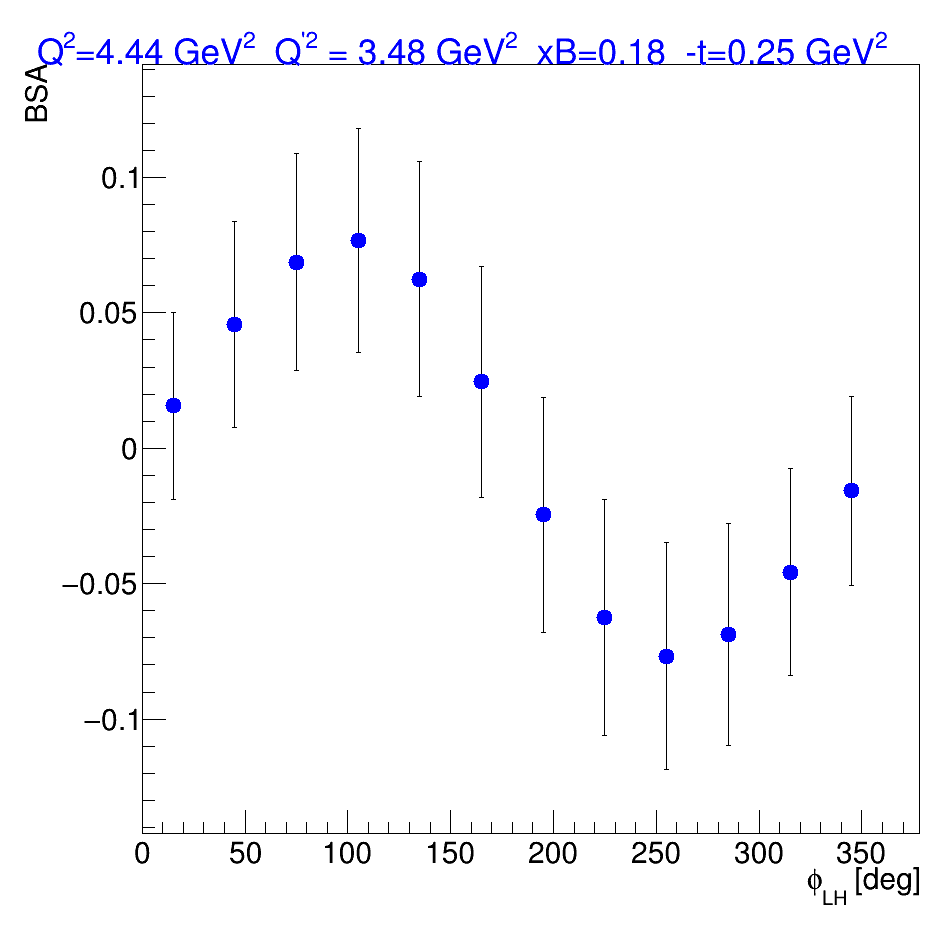 Q²=4.44 GeV² Q'² = 3.48 GeV² xB=0.18 -t=0.25 GeV²
BSA
0.1
0.05
0
−0.05
−0.1
0 50 100 150 200 250 300 350
ϕLH [deg]